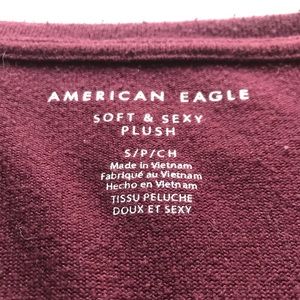 AMERICAN EAGLE
SOFT & SEXY
PLUSH
S/P/CH
Made in Vietnam
Fabriqué au Vietnam
Hecho en Vietnam
TISSU PELUCHE
DOUX ET SEXY